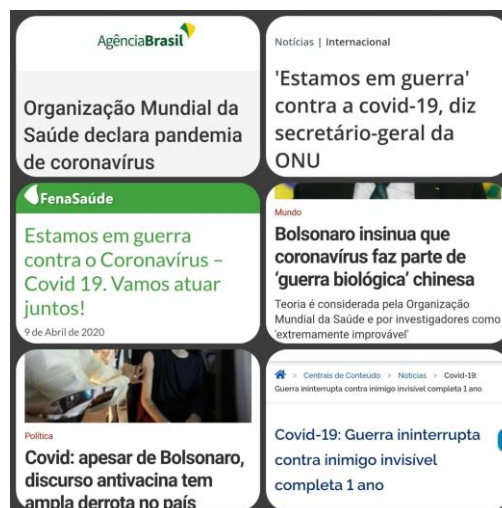 AgênciaBrasil
Organização Mundial da
Saúde declara pandemia
de coronavírus
Notícias | Internacional
'Estamos em guerra'
contra a covid-19, diz
secretário-geral da
ONU
FenaSaúde
Estamos em guerra
contra o Coronavírus –
Covid 19. Vamos atuar
juntos!
9 de Abril de 2020
Mundo
Bolsonaro insinua que
coronavírus faz parte de
'guerra biológica' chinesa
Teoria é considerada pela Organização
Mundial da Saúde e por investigadores como
'extremamente improvável'
Política
Covid: apesar de Bolsonaro,
discurso antivacina tem
ampla derrota no país
> Centrais de Conteúdo > Notícias > Covid-19:
Guerra ininterrupta contra inimigo invisível completa 1 ano
Covid-19: Guerra ininterrupta
contra inimigo invisível
completa 1 ano